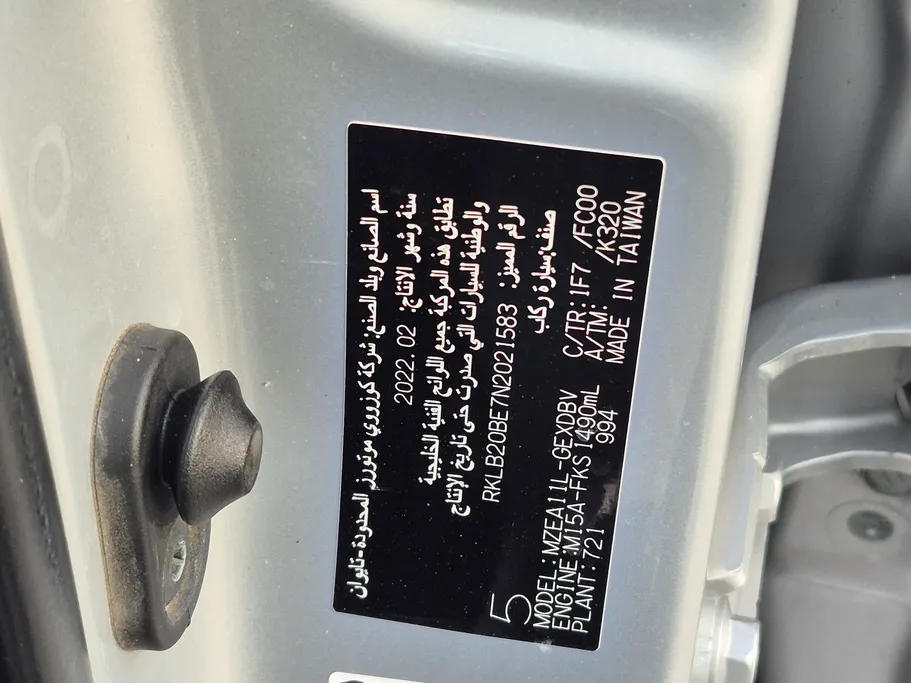 اسم الصانع وبلد الصنع: شركة كوزرووي موتورز المحدودة-تايوان
سنة وشهر الانتاج: 2022.02
تطابق هذه المركبة جميع اللوائح الفنية الخليجية
والوطنية للسيارات التي صدرت حتى تاريخ الإنتاج
الرقم المميز: RKLB20BE7N2021583
صنف: سيارة ركاب
5
MODEL:MZEA11L-GEXDBV C/TR:1F7 /FC00
ENGINE:M15A-FKS 1490mL A/TM: /K320
PLANT:721 994 MADE IN TAIWAN